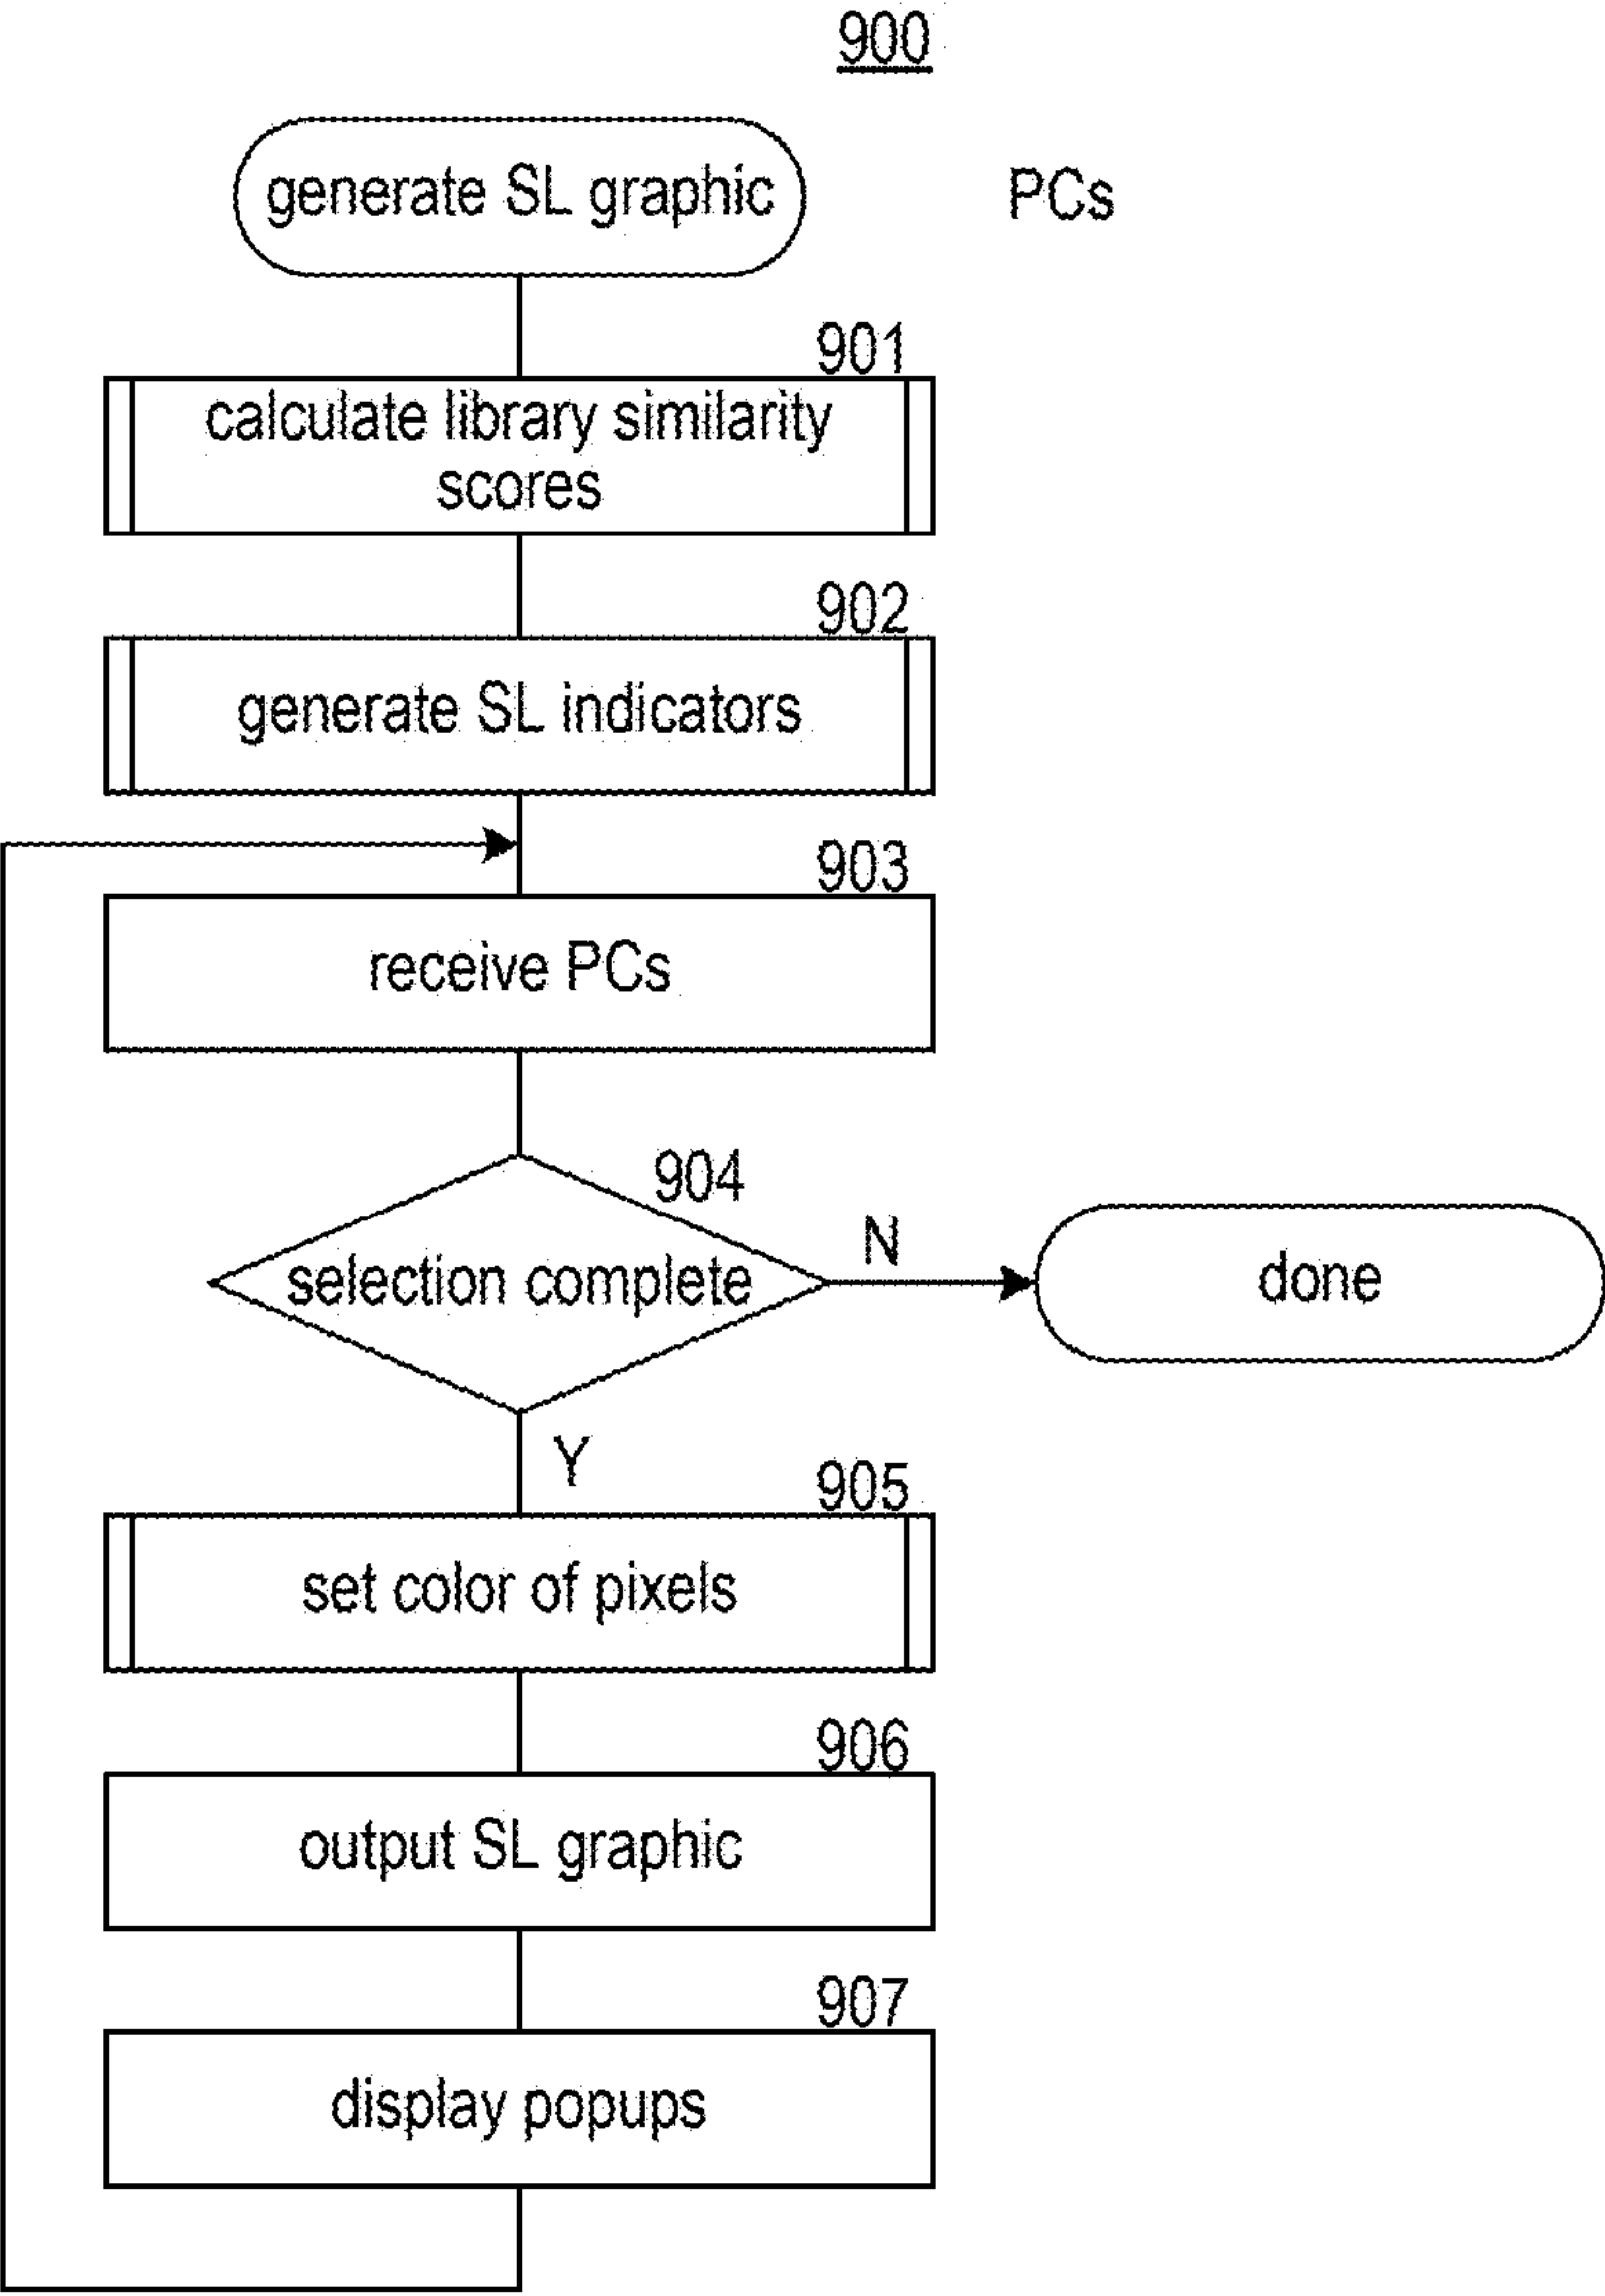 900
generate SL graphic
PCs
901
calculate library similarity
scores
902
generate SL indicators
903
receive PCs
904
selection complete
N
done
Y
905
set color of pixels
906
output SL graphic
907
display popups